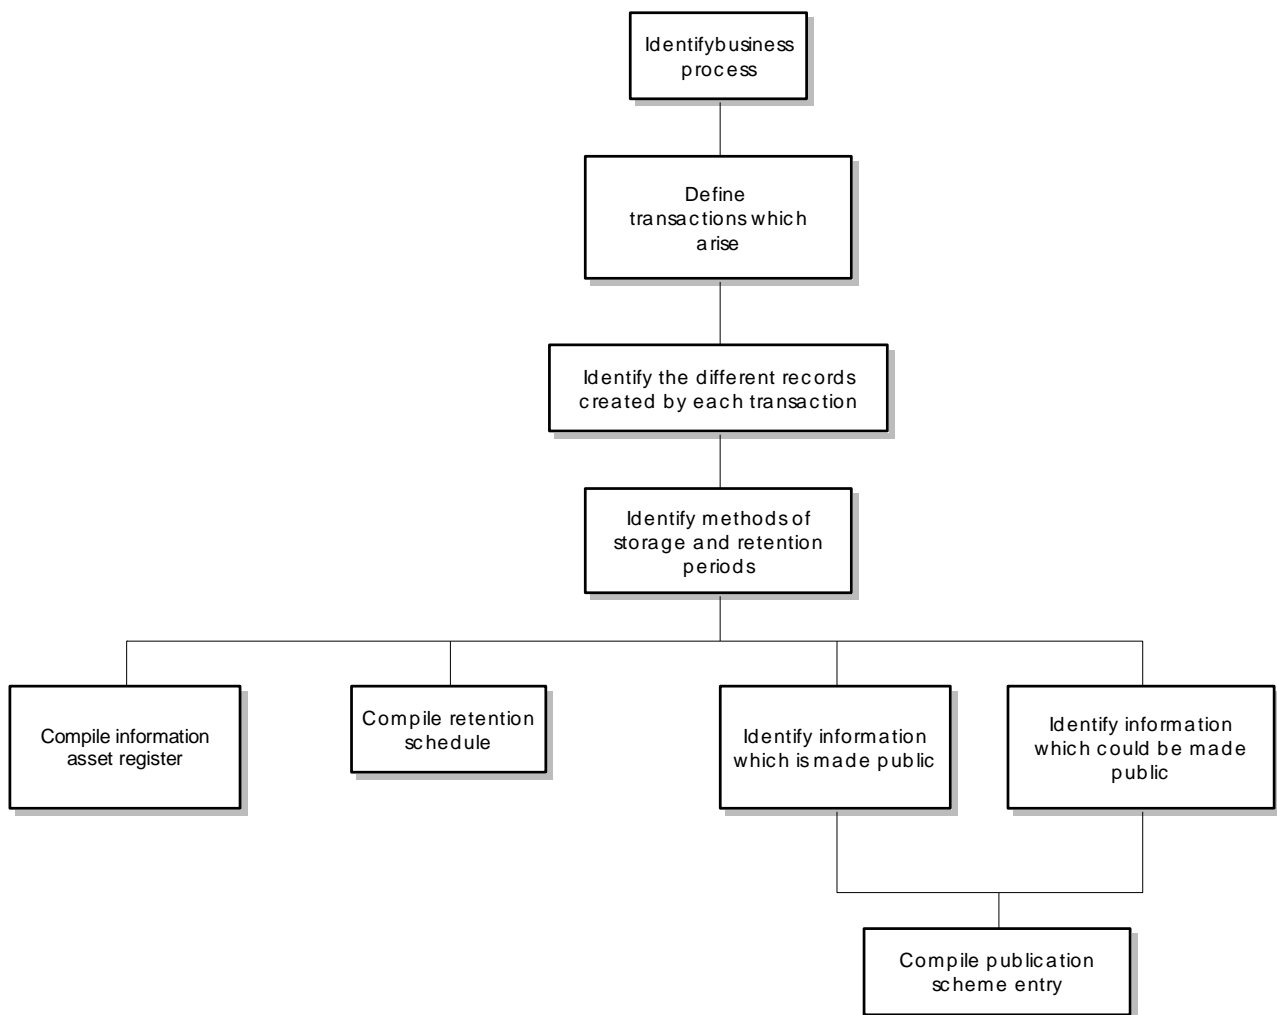 Identify business
process
Define
transactions which
arise
Identify the different records
created by each transaction
Identify methods of
storage and retention
periods
Compile information
asset register
Compile retention
schedule
Identify information
which is made public
Identify information
which could be made
public
Compile publication
scheme entry